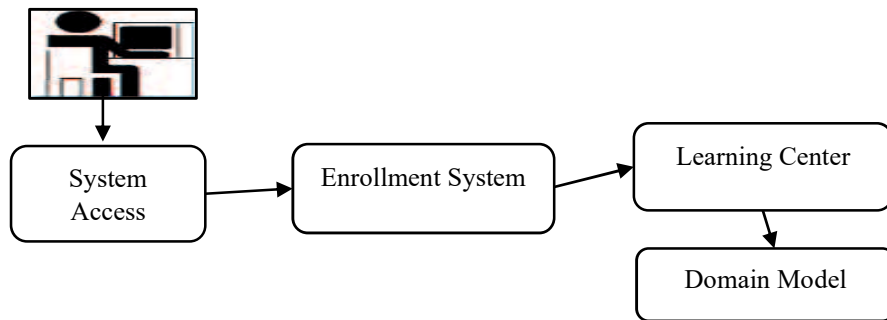 System
Access
Enrollment System
Learning Center
Domain Model